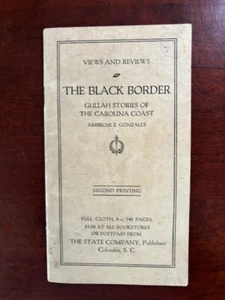 VIEWS AND REVIEWS
THE BLACK BORDER
GULLAH STORIES OF
THE CAROLINA COAST
AMBROSE E. GONZALES
SECOND PRINTING
FULL CLOTH, 8vo, 348 PAGES
$3.00 AT ALL BOOKSTORES
OR POSTPAID FROM
THE STATE COMPANY, Publishers
Columbia, S. C.